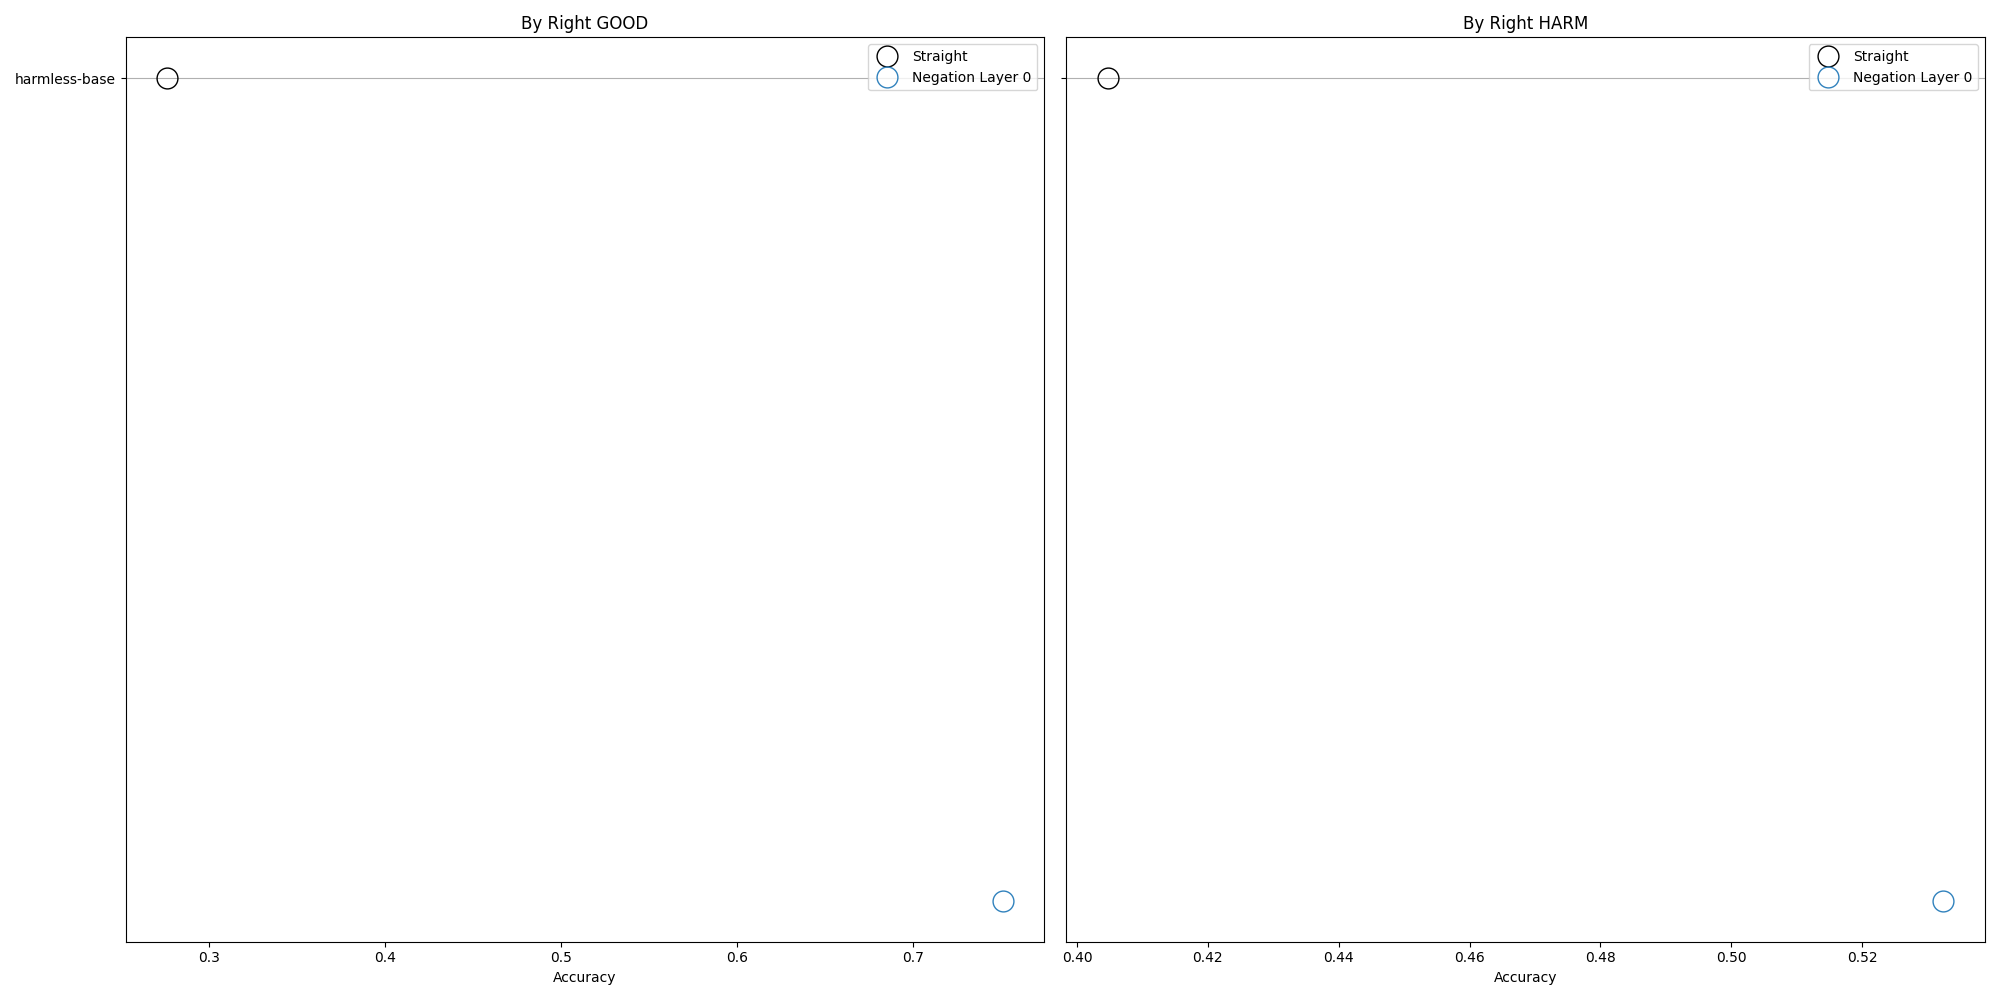 By Right GOOD
Straight
Negation Layer 0
harmless-base
0.3 0.4 0.5 0.6 0.7
Accuracy
By Right HARM
Straight
Negation Layer 0
0.40 0.42 0.44 0.46 0.48 0.50 0.52
Accuracy